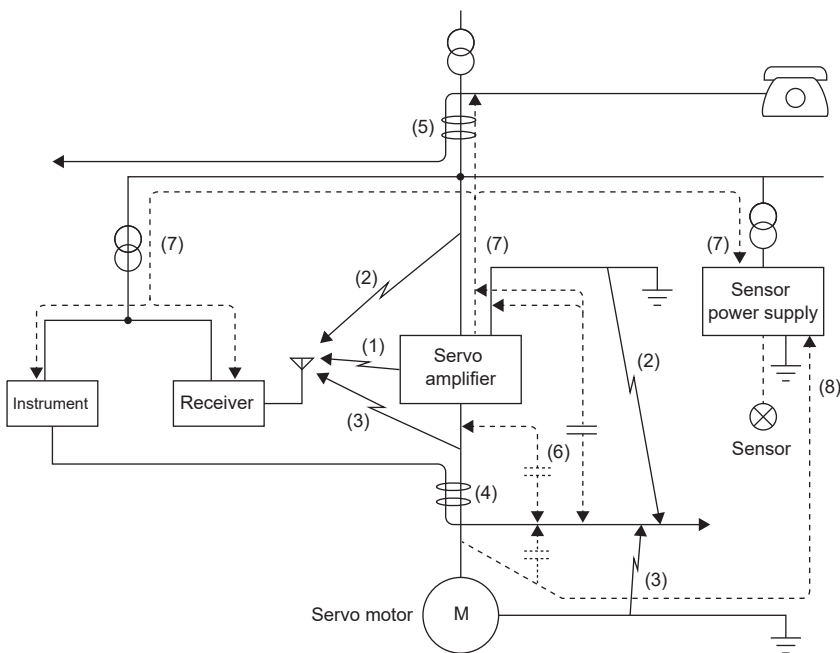 (5)
(7)
(7)
(7)
(2)
Sensor
power supply
(1)
Servo
amplifier
(2)
Instrument
Receiver
(3)
(8)
(6)
Sensor
(4)
(3)
Servo motor
M